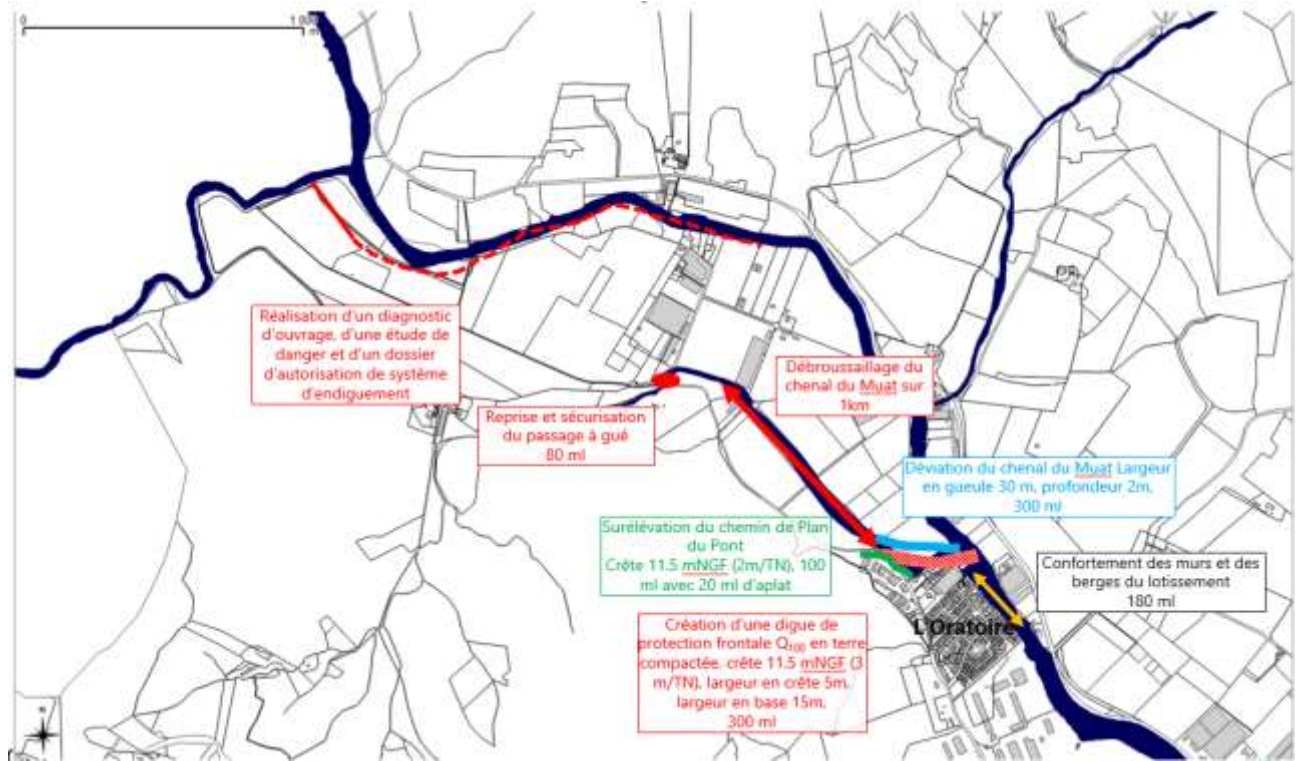 0
1 000
m
Réalisation d'un diagnostic
d'ouvrage, d'une étude de
danger et d'un dossier
d'autorisation de système
d'endiguement
Débroussaillage du
chenal du Muat sur
1km
Reprise et sécurisation
du passage à gué
80 ml
Déviation du chenal du Muat Largeur
en gueule 30 m, profondeur 2m,
300 ml
Surélévation du chemin de Plan
du Pont
Crête 11.5 mNGF (2m/TN), 100
ml avec 20 ml d'aplat
Confortement des murs et des
berges du lotissement
180 ml
L'Oratoire
Création d'une digue de
protection frontale Q100 en terre
compactée, crête 11.5 mNGF (3
m/TN), largeur en crête 5m,
largeur en base 15m,
300 ml